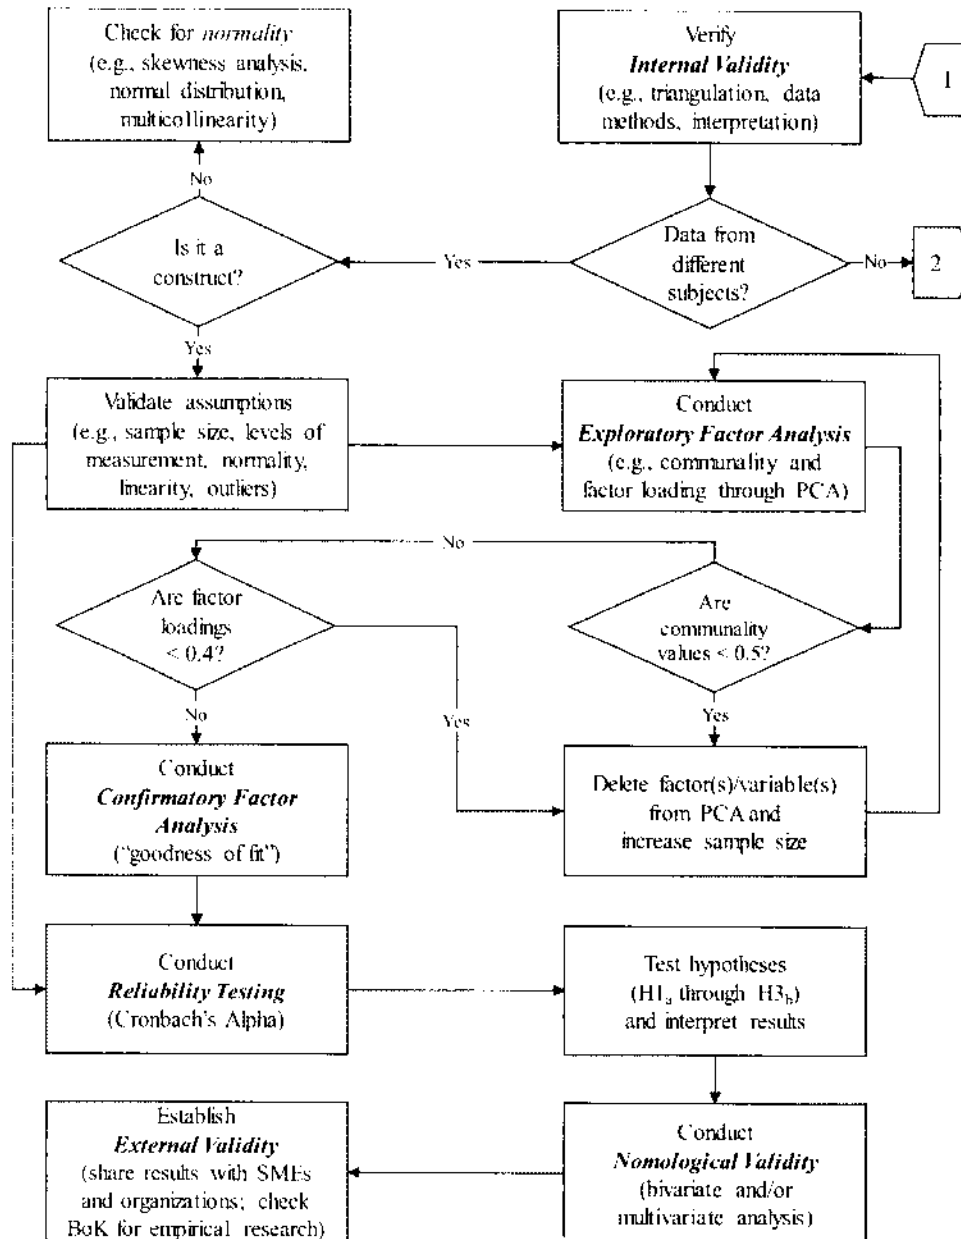 Check for normality
(e.g., skewness analysis,
normal distribution,
multicollinearity)
Verify
Internal Validity
(e.g., triangulation, data
methods, interpretation)
1
No
Is it a
construct?
Yes
Data from
different
subjects?
No
2
Yes
Validate assumptions
(e.g., sample size, levels of
measurement, normality,
linearity, outliers)
Conduct
Exploratory Factor Analysis
(e.g., communality and
factor loading through PCA)
No
Are factor
loadings
< 0.4?
Are
communality
values < 0.5?
No
Yes
Yes
Conduct
Confirmatory Factor
Analysis
("goodness of fit")
Delete factor(s)/variable(s)
from PCA and
increase sample size
Conduct
Reliability Testing
(Cronbach's Alpha)
Test hypotheses
(H1a through H3b)
and interpret results
Establish
External Validity
(share results with SMEs
and organizations; check
BoK for empirical research)
Conduct
Nomological Validity
(bivariate and/or
multivariate analysis)